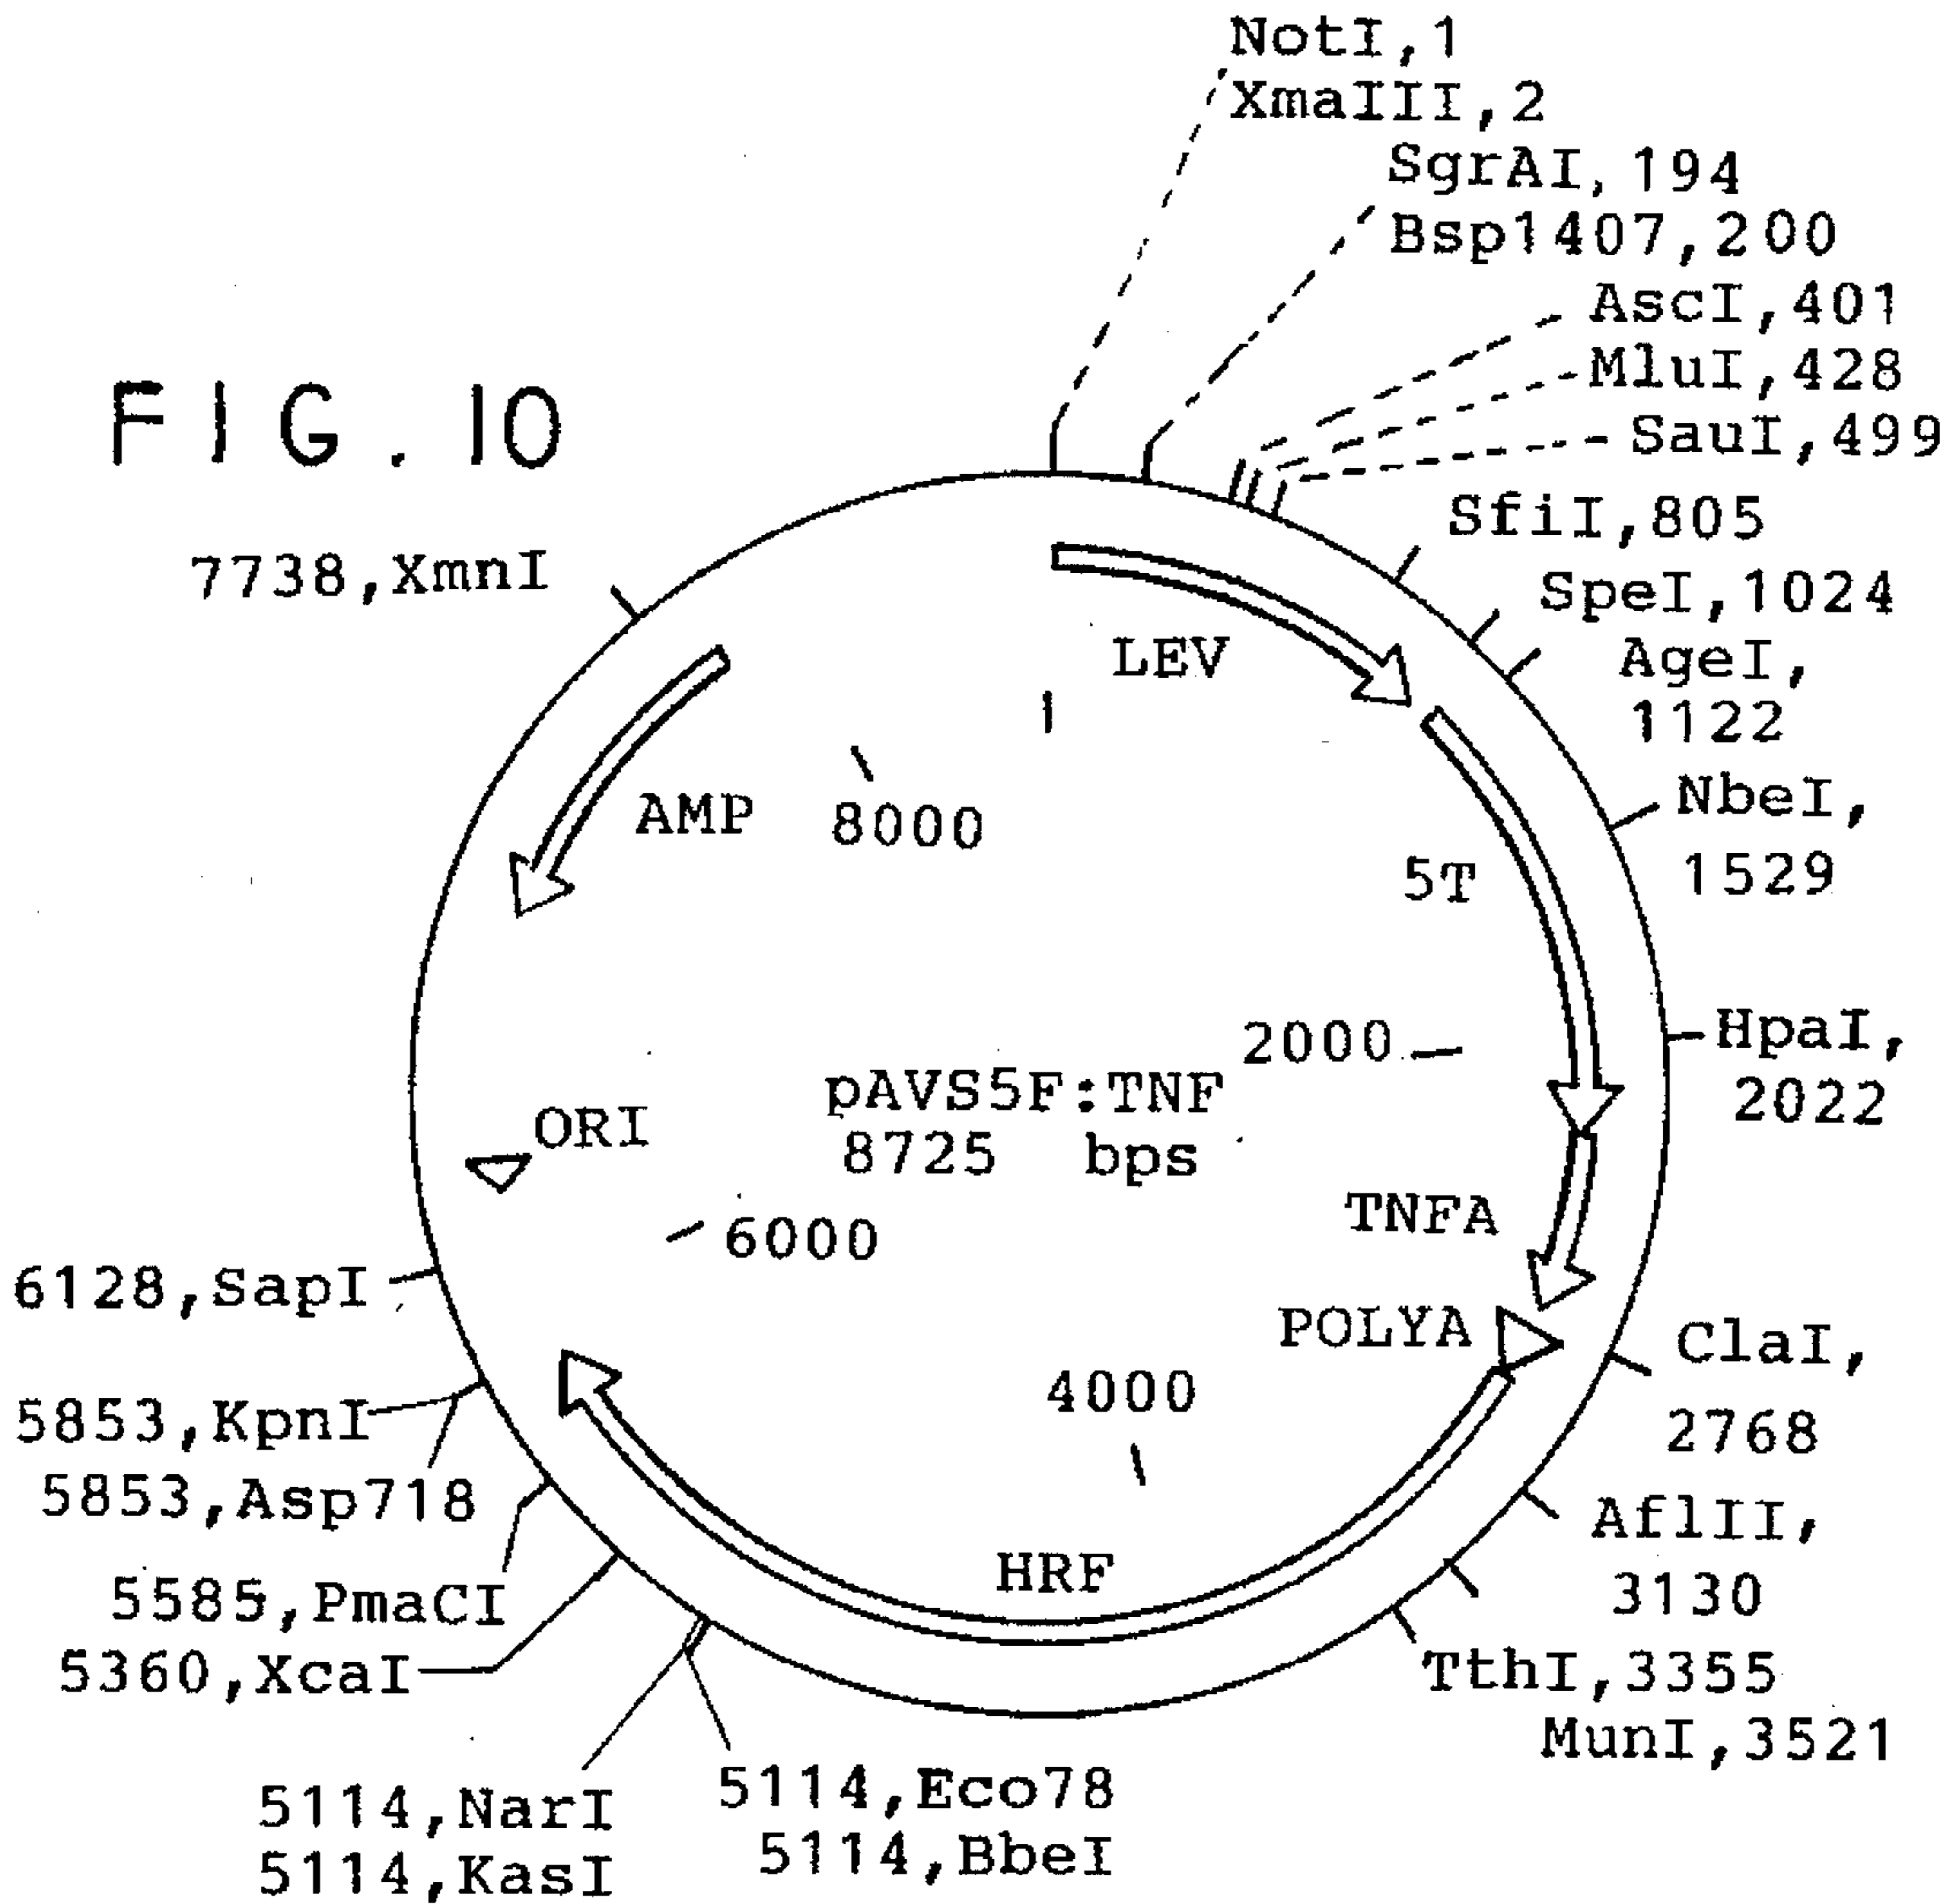 NotI,1
XmaIII,2
SgrAI,194
Bsp1407,200
AscI,401
MluI,428
SauI,499
FIG.10
SfiI,805
7738,XmnI
SpeI,1024
AgeI,
1122
LEV
1
NbeI,
1529
AMP
8000
5T
HpaI,
2022
2000
pAVS5F:TNF
8725 bps
ORI
TNFA
6000
6128,SapI
POLYA
ClaI,
2768
4000
5853,KpnI
5853,Asp718
AflII,
3130
HRF
5585,PmaCI
5360,XcaI
TthI,3355
MunI,3521
5114,NarI
5114,KasI
5114,Eco78
5114,BbeI